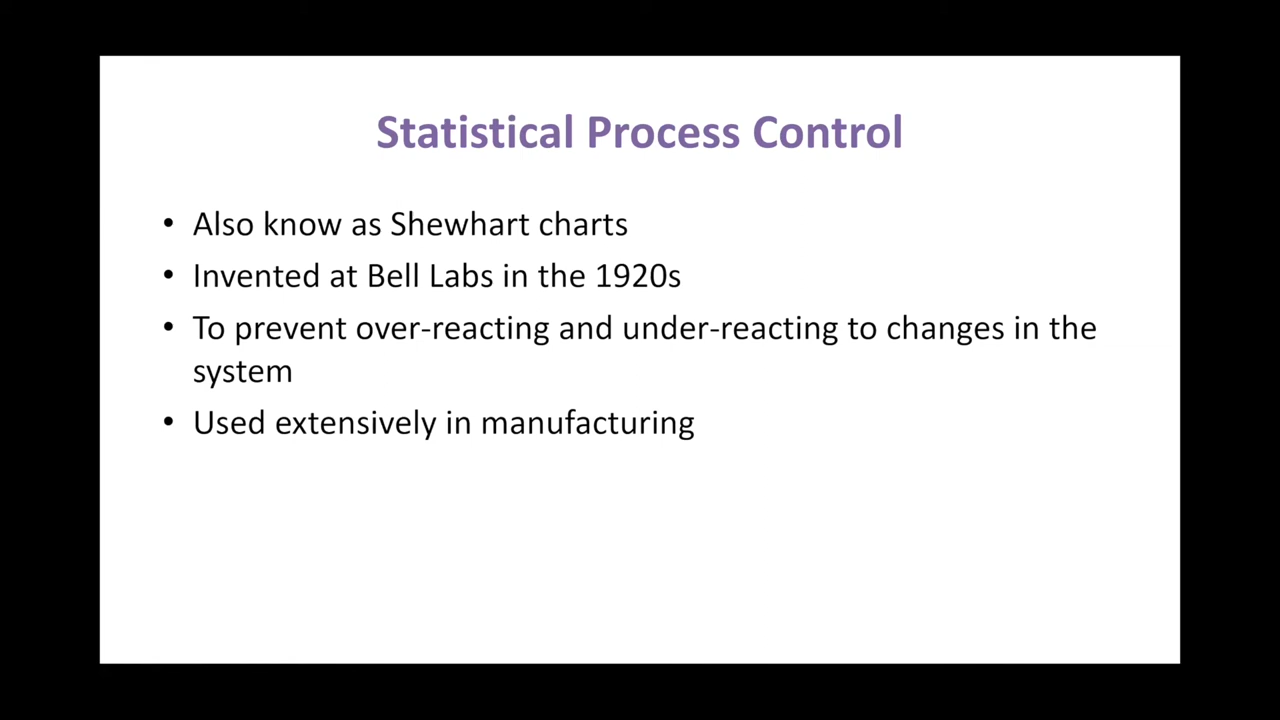 Statistical Process Control
• Also know as Shewhart charts
• Invented at Bell Labs in the 1920s
• To prevent over-reacting and under-reacting to changes in the
system
• Used extensively in manufacturing